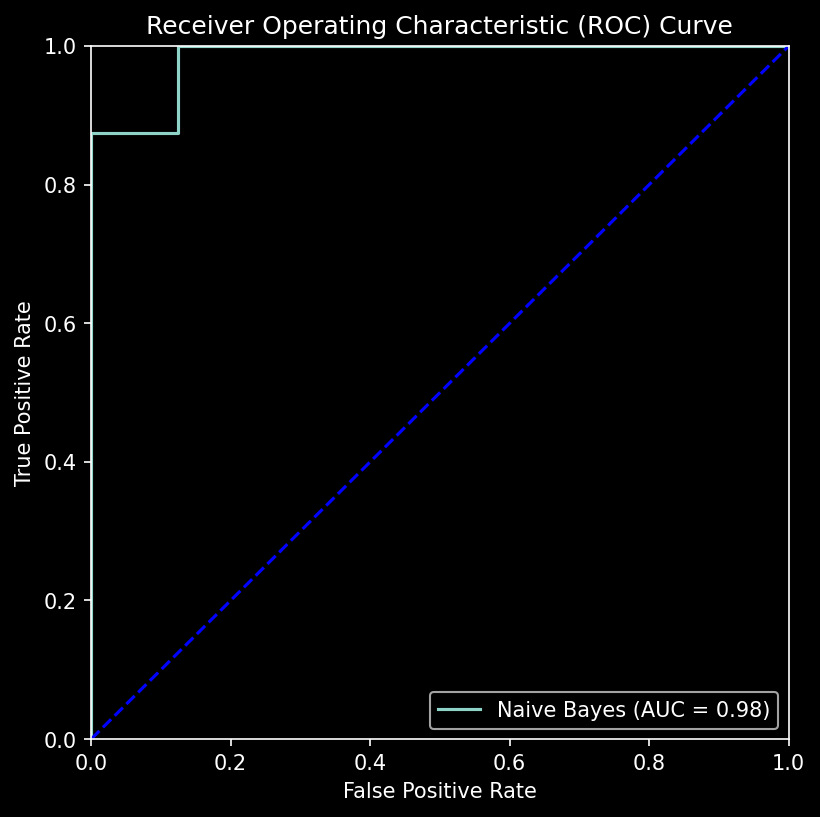 Receiver Operating Characteristic (ROC) Curve
1.0
0.8
0.6
0.4
0.2
0.0
True Positive Rate
Naive Bayes (AUC = 0.98)
0.0 0.2 0.4 0.6 0.8 1.0
False Positive Rate